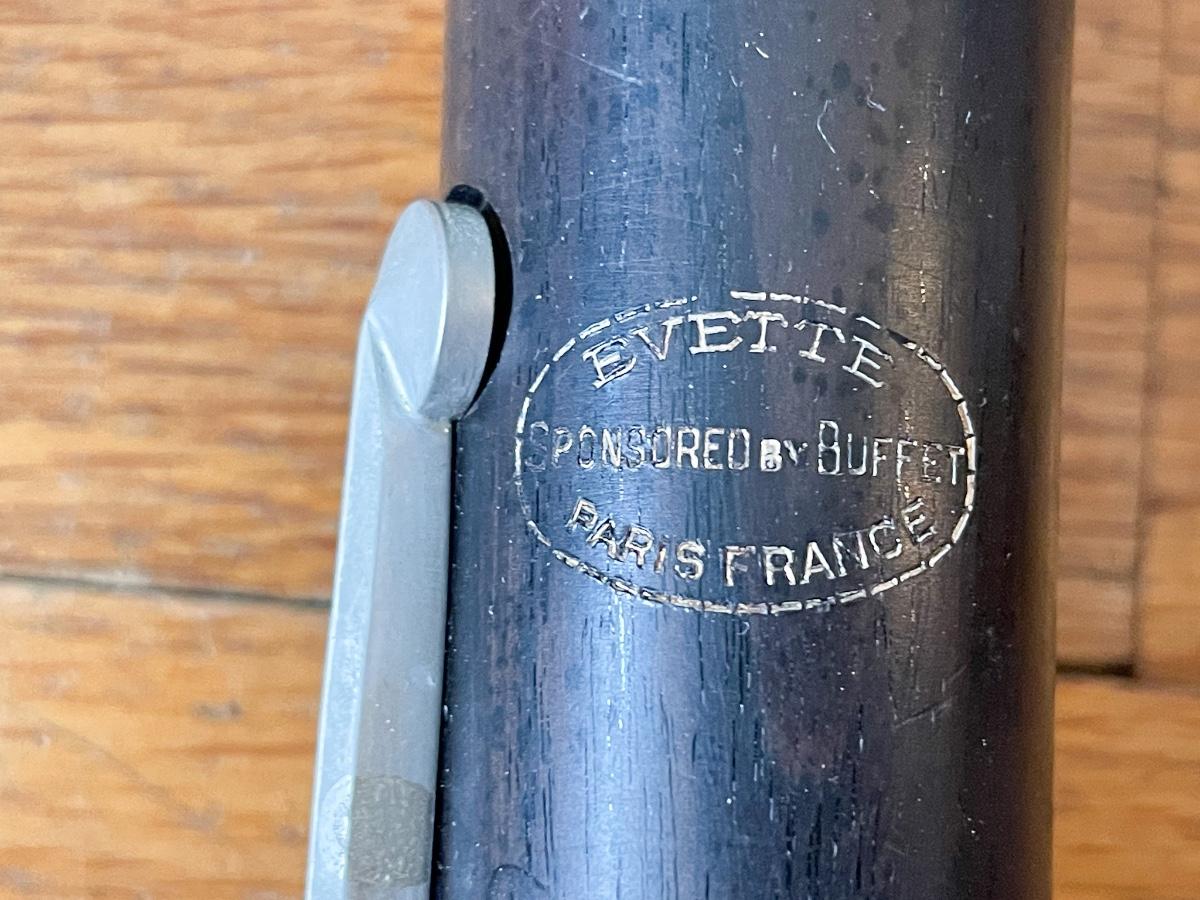 EVETTE
SPONSORED BY BUFFET
PARIS FRANCE